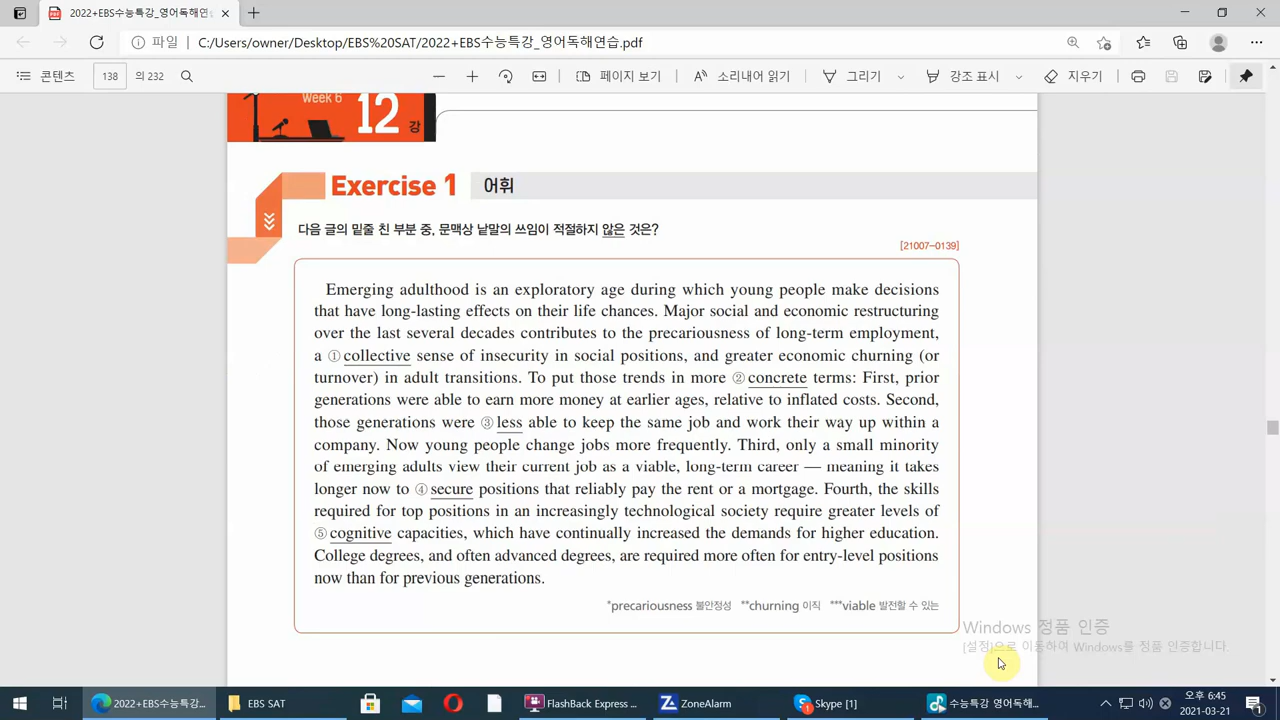 2022+EBS수능특강_영어독해연습
파일 C:/Users/owner/Desktop/EBS%20SAT/2022+EBS수능특강_영어독해연습.pdf
콘텐츠 138 의 232 페이지 보기 소리내어 읽기 그리기 강조 표시 지우기
Week 6
12 강
Exercise 1 어휘
다음 글의 밑줄 친 부분 중, 문맥상 낱말의 쓰임이 적절하지 않은 것은?
[21007-0139]
Emerging adulthood is an exploratory age during which young people make decisions
that have long-lasting effects on their life chances. Major social and economic restructuring
over the last several decades contributes to the precariousness of long-term employment,
a ① collective sense of insecurity in social positions, and greater economic churning (or
turnover) in adult transitions. To put those trends in more ② concrete terms: First, prior
generations were able to earn more money at earlier ages, relative to inflated costs. Second,
those generations were ③ less able to keep the same job and work their way up within a
company. Now young people change jobs more frequently. Third, only a small minority
of emerging adults view their current job as a viable, long-term career — meaning it takes
longer now to ④ secure positions that reliably pay the rent or a mortgage. Fourth, the skills
required for top positions in an increasingly technological society require greater levels of
⑤ cognitive capacities, which have continually increased the demands for higher education.
College degrees, and often advanced degrees, are required more often for entry-level positions
now than for previous generations.
*precariousness 불안정성 **churning 이직 ***viable 발전할 수 있는
Windows 정품 인증
[설정]으로 이동하여 Windows를 정품 인증합니다.
2022+EBS수능특강_... EBS SAT FlashBack Express ... ZoneAlarm Skype [1] 수능특강 영어독해... 오후 6:45
2021-03-21